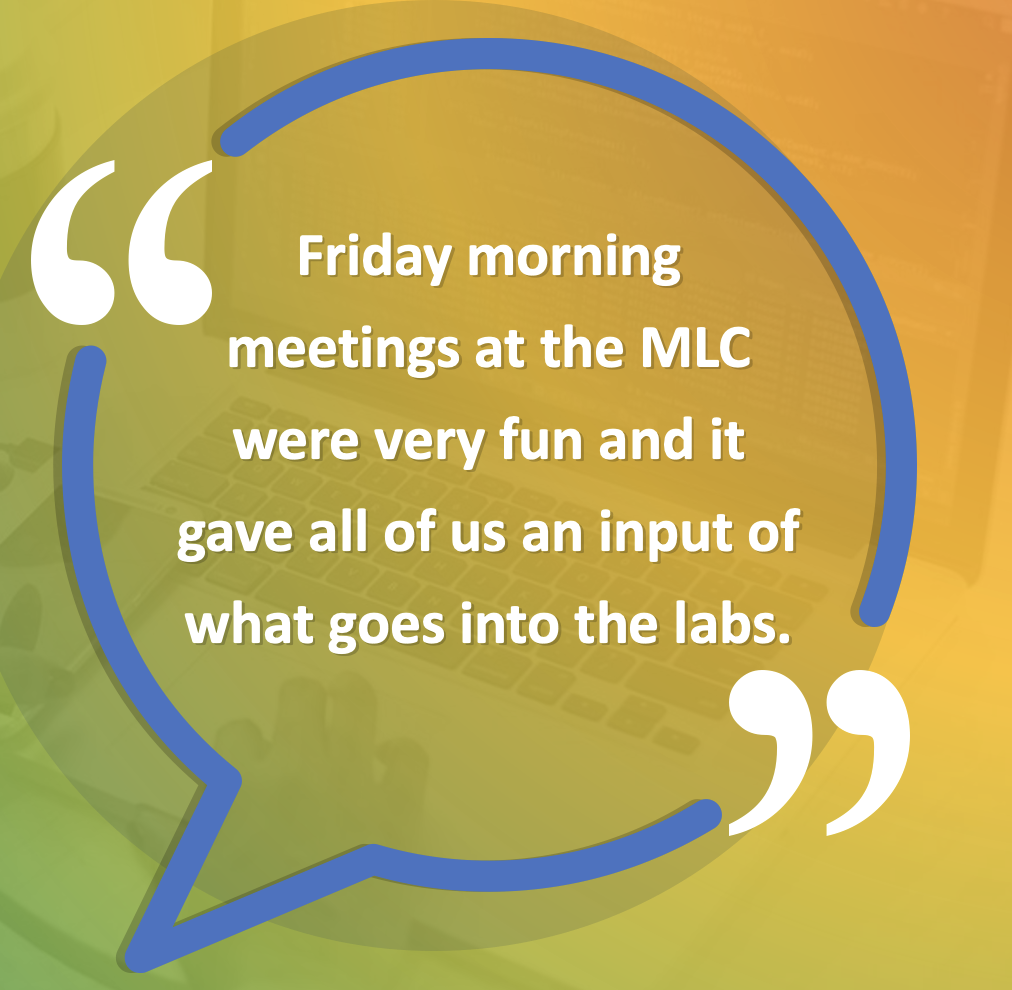 “
Friday morning
meetings at the MLC
were very fun and it
gave all of us an input of
what goes into the labs.
”